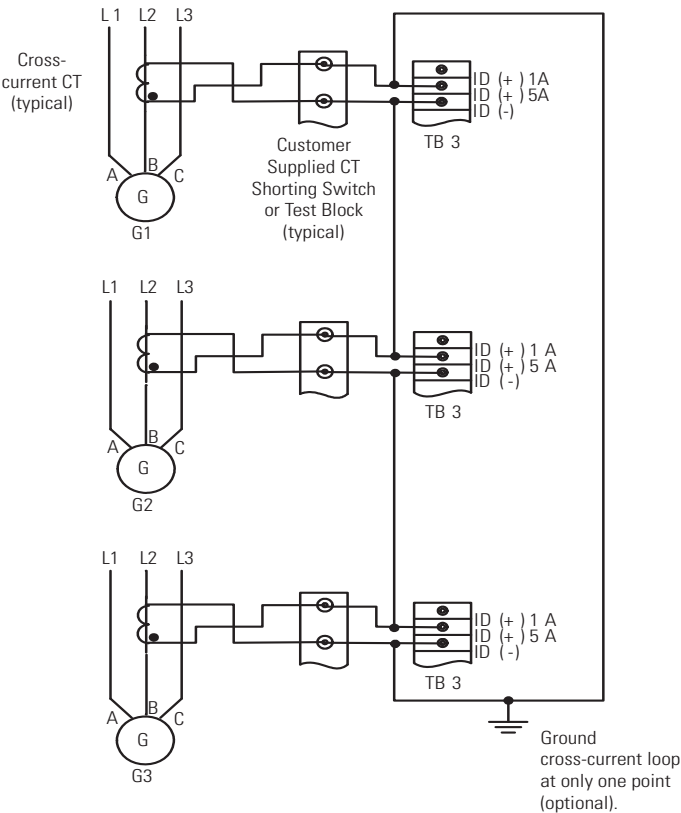 L1 L2 L3
Cross-
current CT
(typical)
ID (+) 1A
ID (+) 5A
ID (-)
TB 3
Customer
Supplied CT
Shorting Switch
or Test Block
(typical)
A B C
G
G1
L1 L2 L3
ID (+) 1 A
ID (+) 5 A
ID (-)
TB 3
A B C
G
G2
L1 L2 L3
ID (+) 1 A
ID (+) 5 A
ID (-)
TB 3
A B C
G
G3
Ground
cross-current loop
at only one point
(optional).